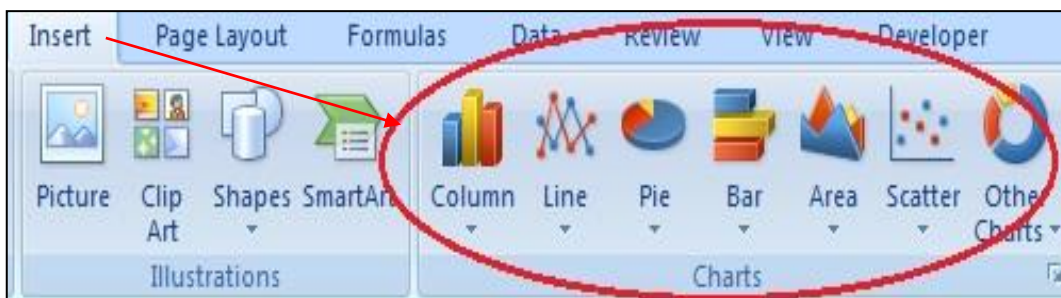 Insert Page Layout Formulas Data Review View Developer
Picture Clip Art Shapes SmartArt Column Line Pie Bar Area Scatter Other Charts
Illustrations Charts